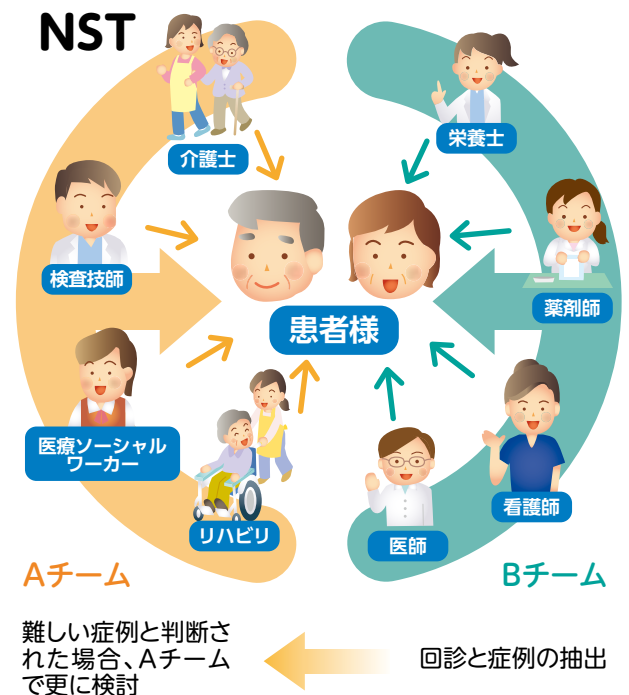 NST
介護士
栄養士
検査技師
薬剤師
患者様
医療ソーシャル
ワーカー
リハビリ
医師
看護師
Aチーム
Bチーム
難しい症例と判断さ
れた場合、Aチーム
で更に検討
回診と症例の抽出